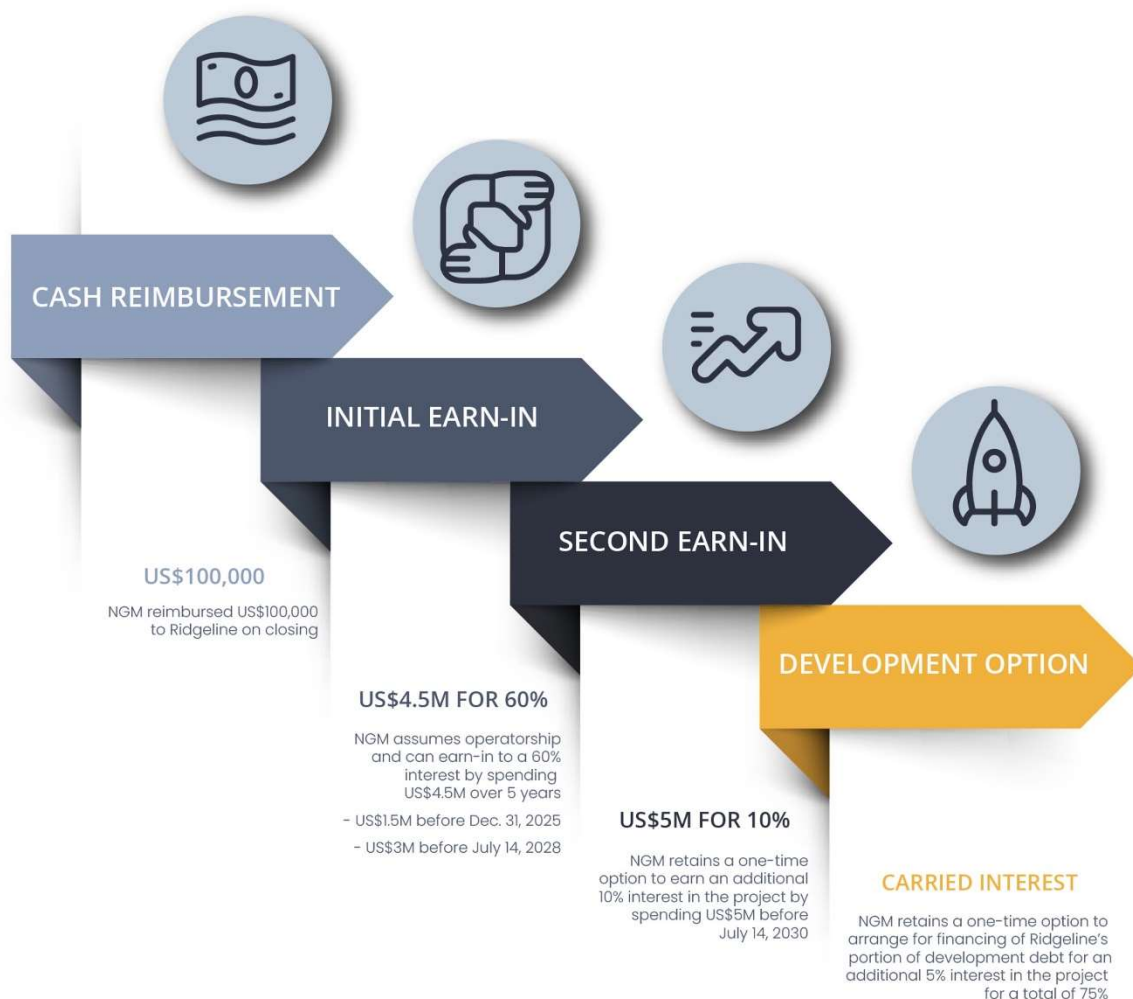 CASH REIMBURSEMENT
INITIAL EARN-IN
SECOND EARN-IN
DEVELOPMENT OPTION
US$100,000
NGM reimbursed US$100,000
to Ridgeline on closing
US$4.5M FOR 60%
NGM assumes operatorship
and can earn-in to a 60%
interest by spending
US$4.5M over 5 years
- US$1.5M before Dec. 31, 2025
- US$3M before July 14, 2028
US$5M FOR 10%
NGM retains a one-time
option to earn an additional
10% interest in the project by
spending US$5M before
July 14, 2030
CARRIED INTEREST
NGM retains a one-time option to
arrange for financing of Ridgeline's
portion of development debt for an
additional 5% interest in the project
for a total of 75%